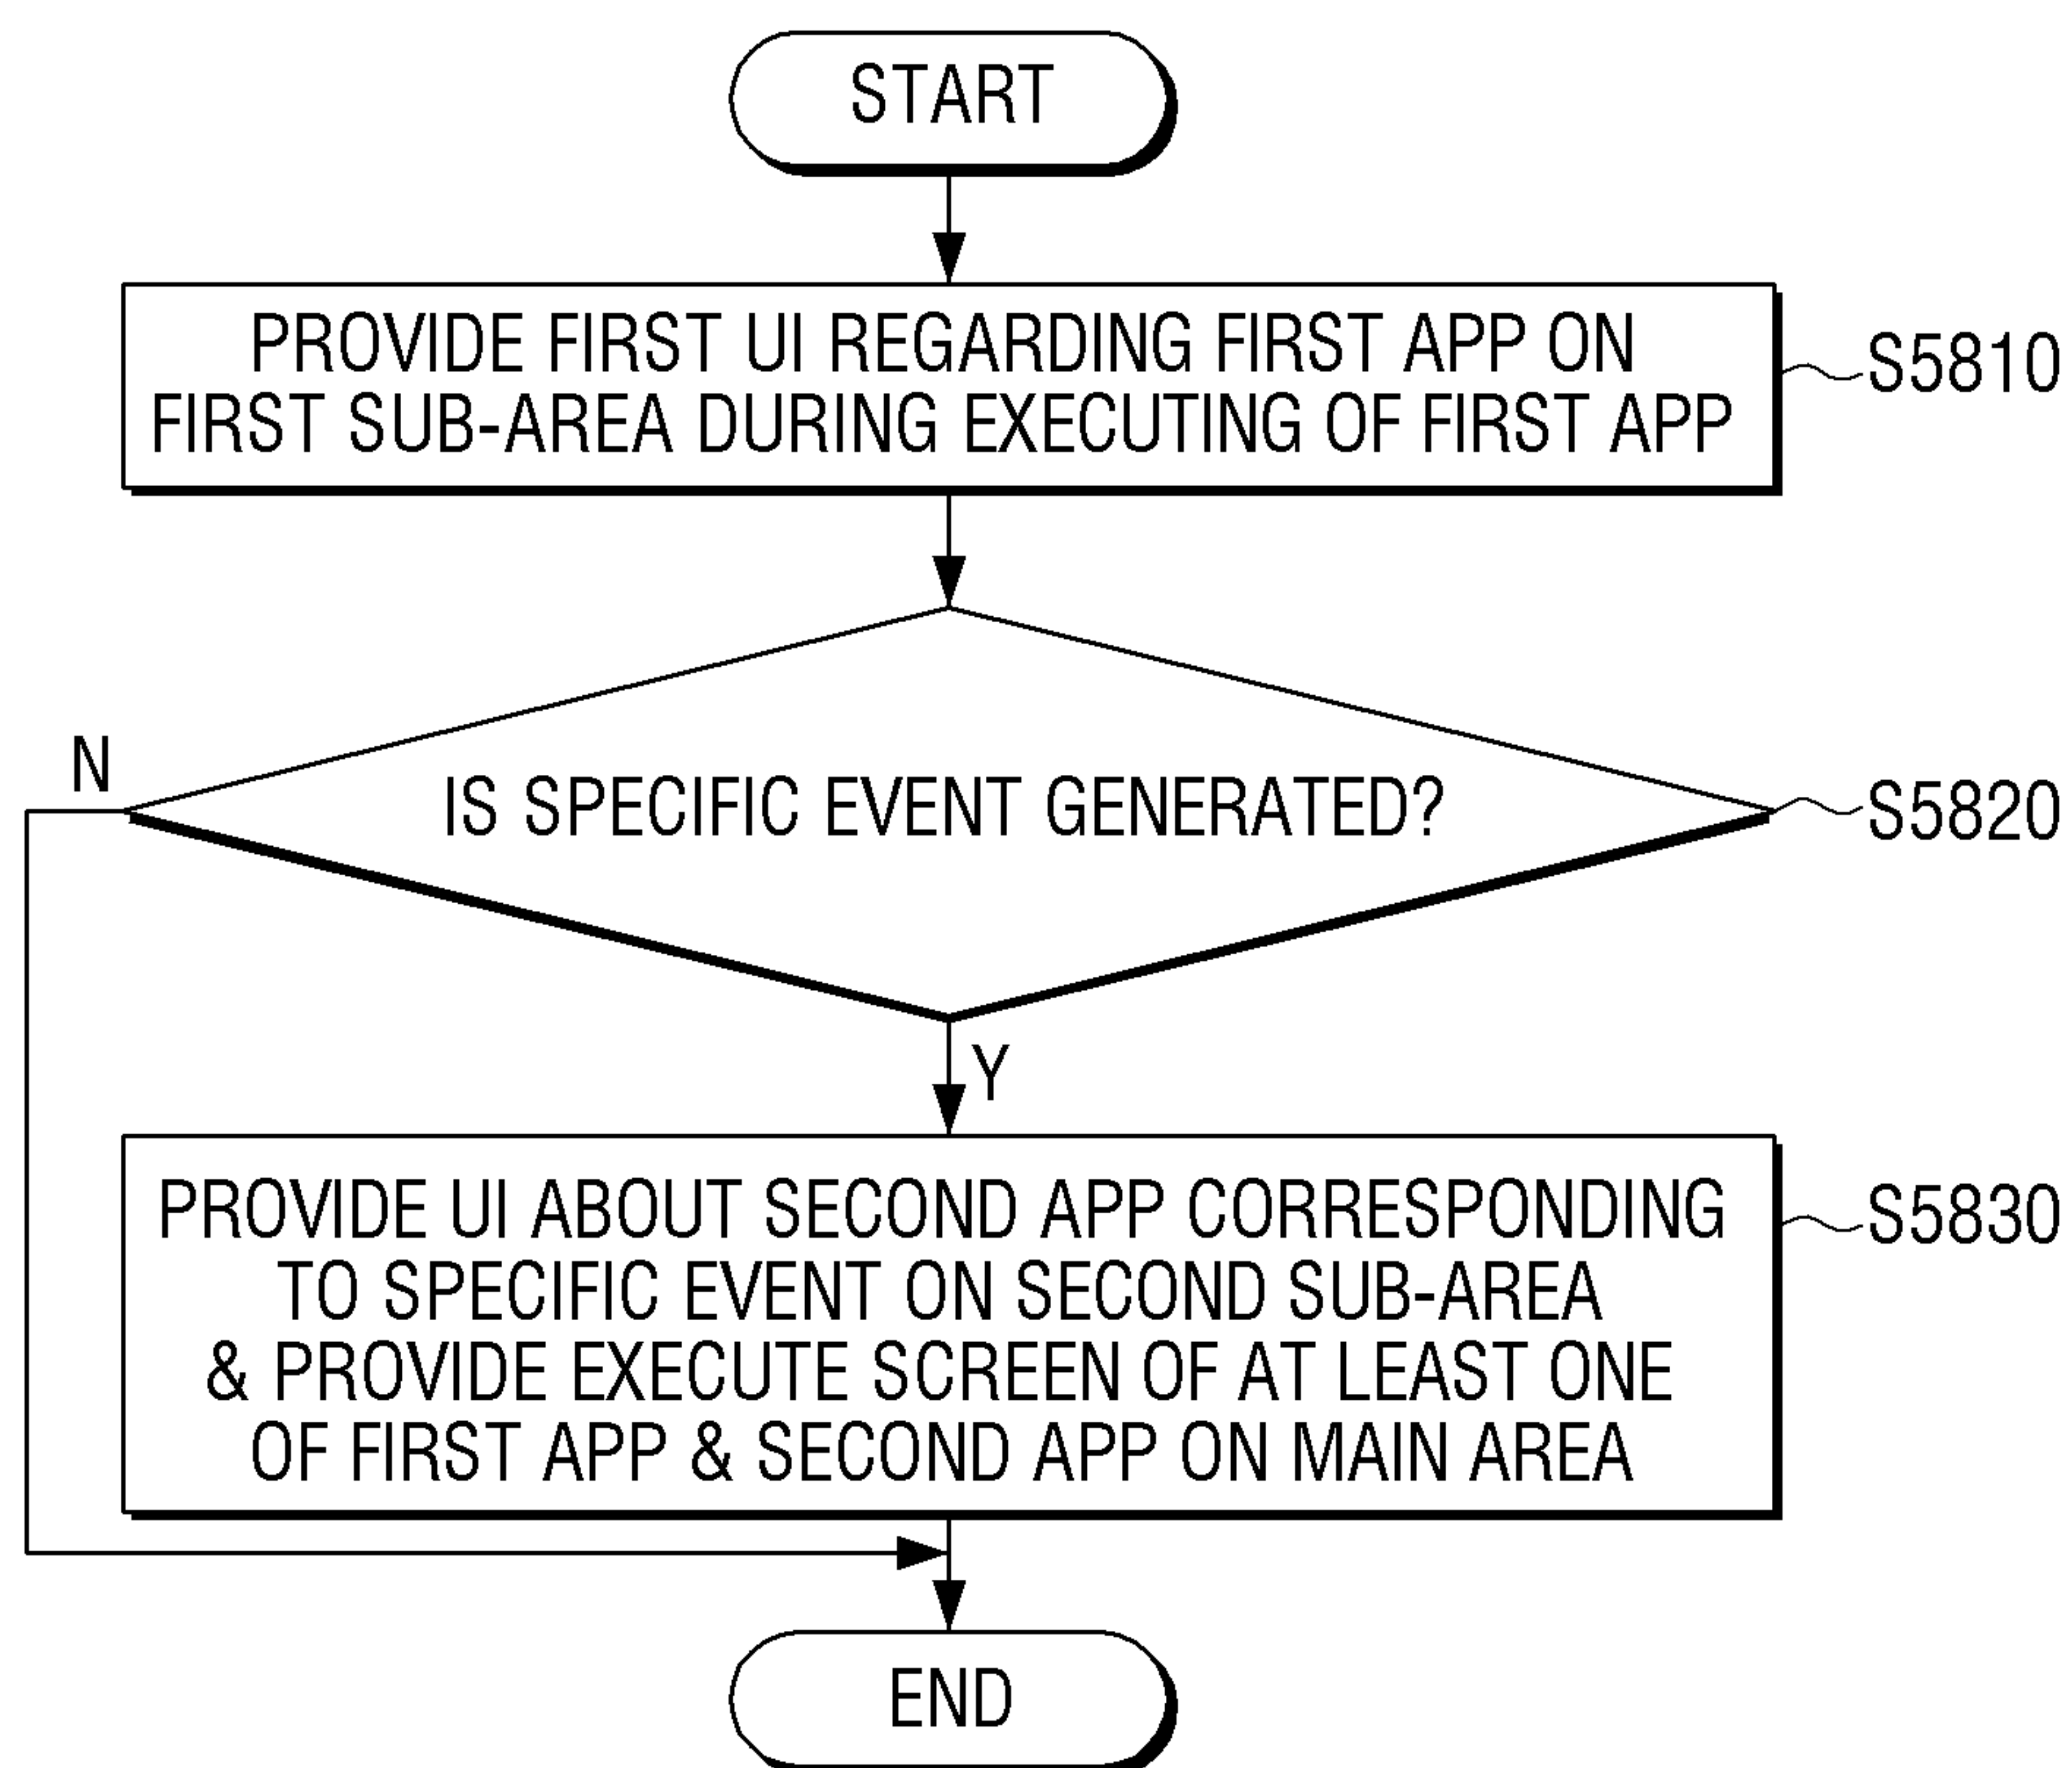 START
PROVIDE FIRST UI REGARDING FIRST APP ON
FIRST SUB-AREA DURING EXECUTING OF FIRST APP
S5810
N
IS SPECIFIC EVENT GENERATED?
S5820
Y
PROVIDE UI ABOUT SECOND APP CORRESPONDING
TO SPECIFIC EVENT ON SECOND SUB-AREA
& PROVIDE EXECUTE SCREEN OF AT LEAST ONE
OF FIRST APP & SECOND APP ON MAIN AREA
S5830
END